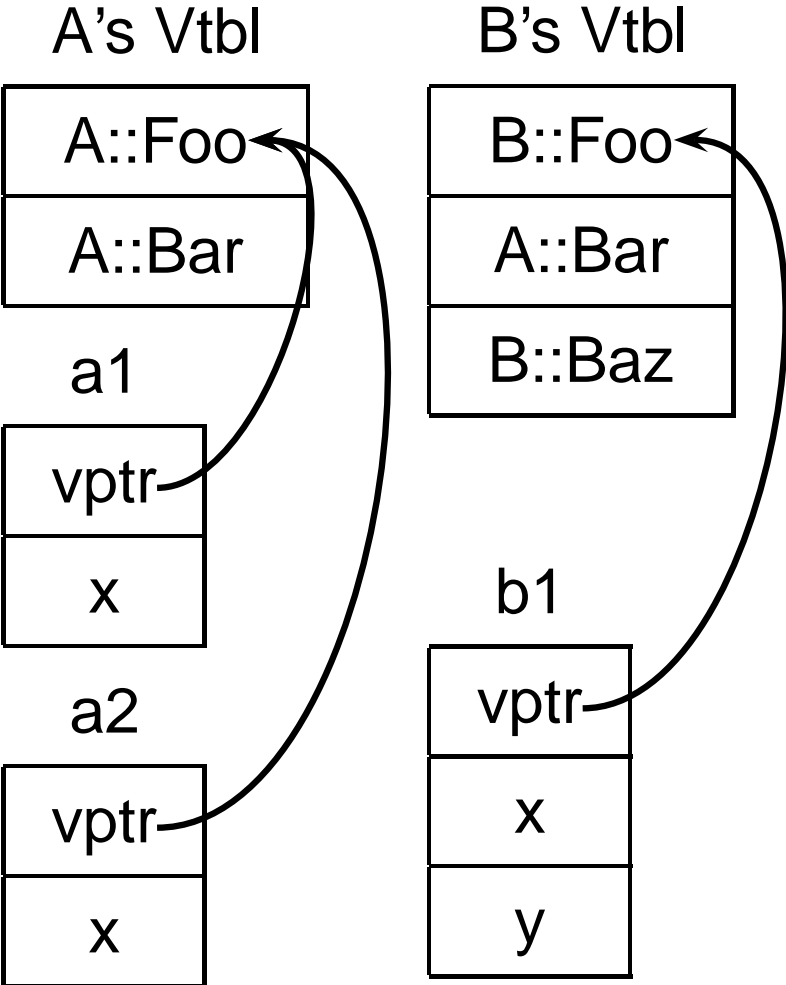 A’s Vtbl
A::Foo
A::Bar
a1
vptr
x
a2
vptr
x
B’s Vtbl
B::Foo
A::Bar
B::Baz
b1
vptr
x
y